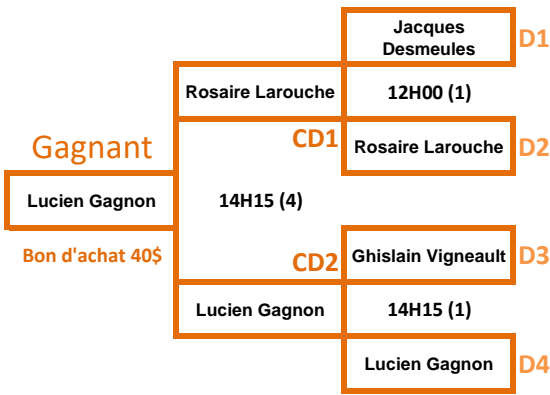 Jacques
Desmeules
D1
Rosaire Larouche
12H00 (1)
Gagnant
CD1
Rosaire Larouche
D2
Lucien Gagnon
14H15 (4)
Bon d'achat 40$
CD2
Ghislain Vigneault
D3
Lucien Gagnon
14H15 (1)
Lucien Gagnon
D4